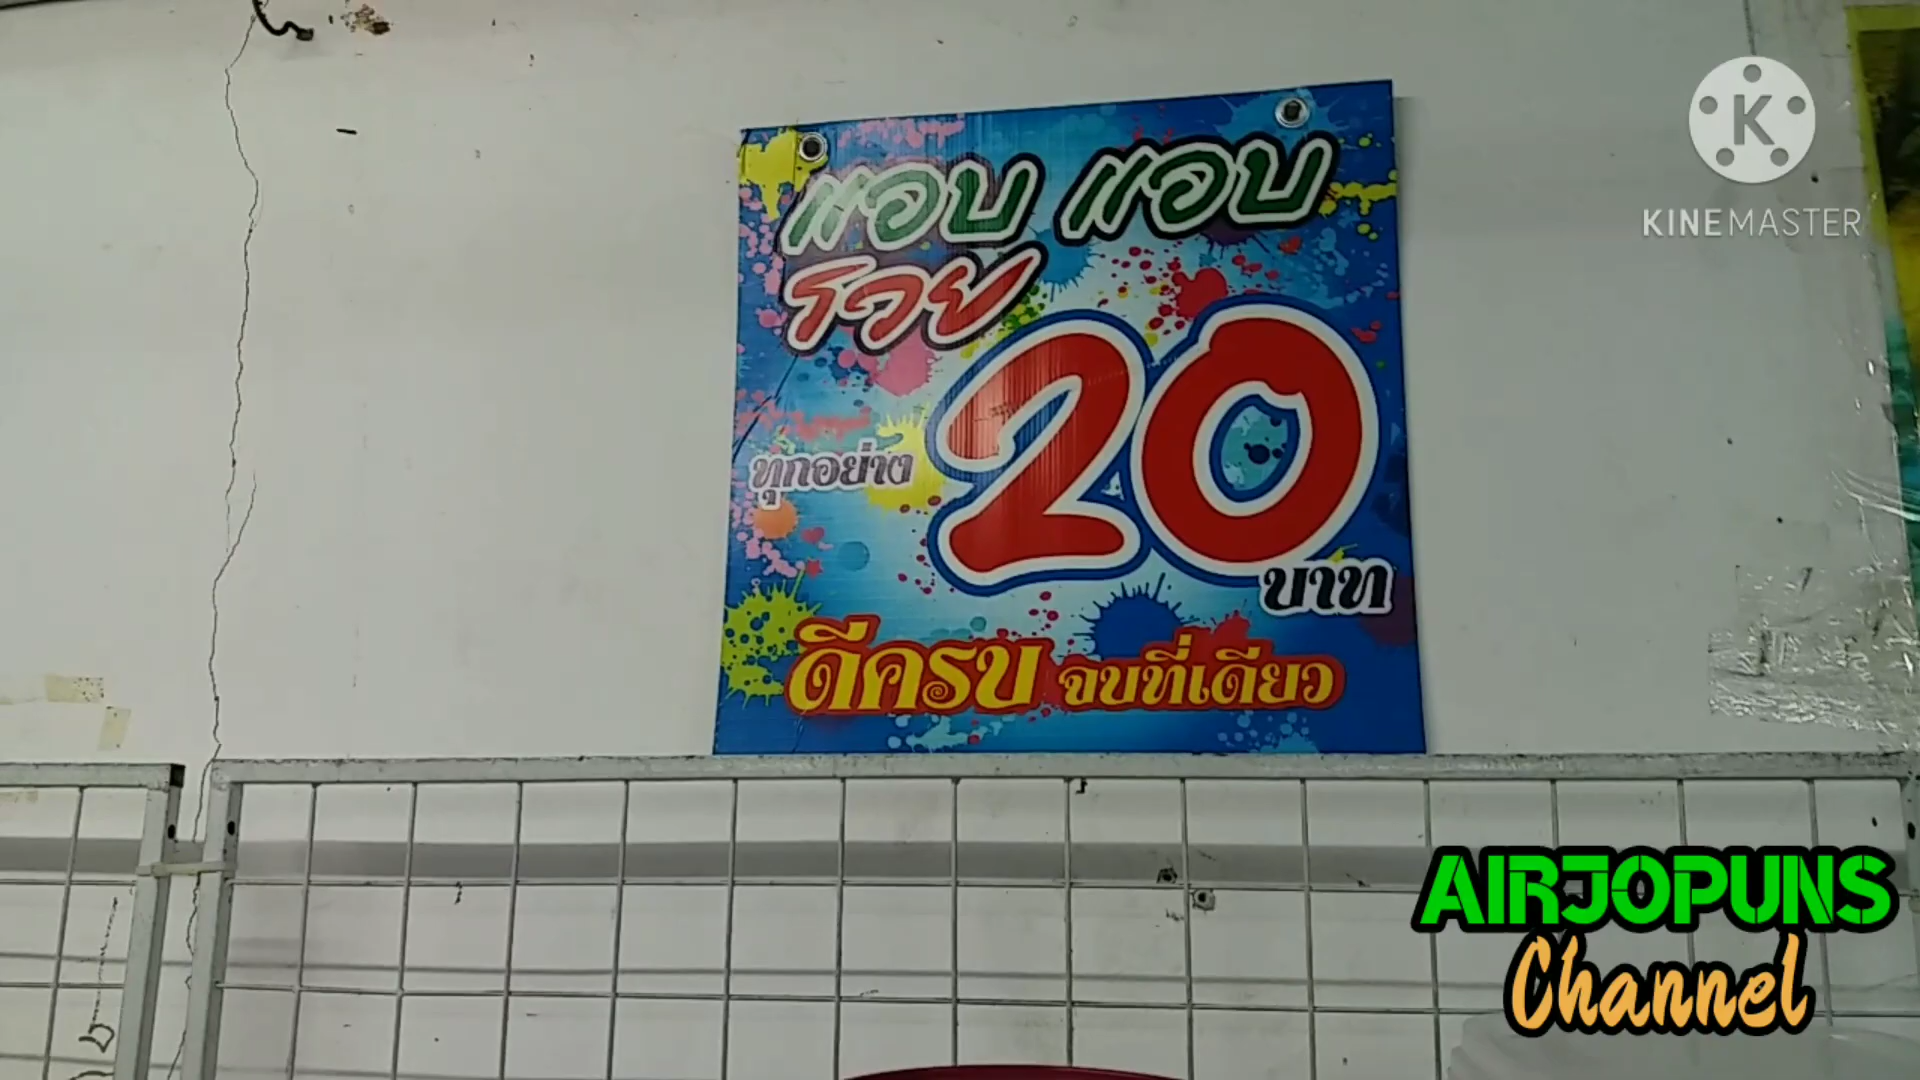 แอบ แอบ
รวย
ทุกอย่าง 20 บาท
ดีครบ จบที่เดียว
K
KINEMASTER
AIRJOPUNS
Channel